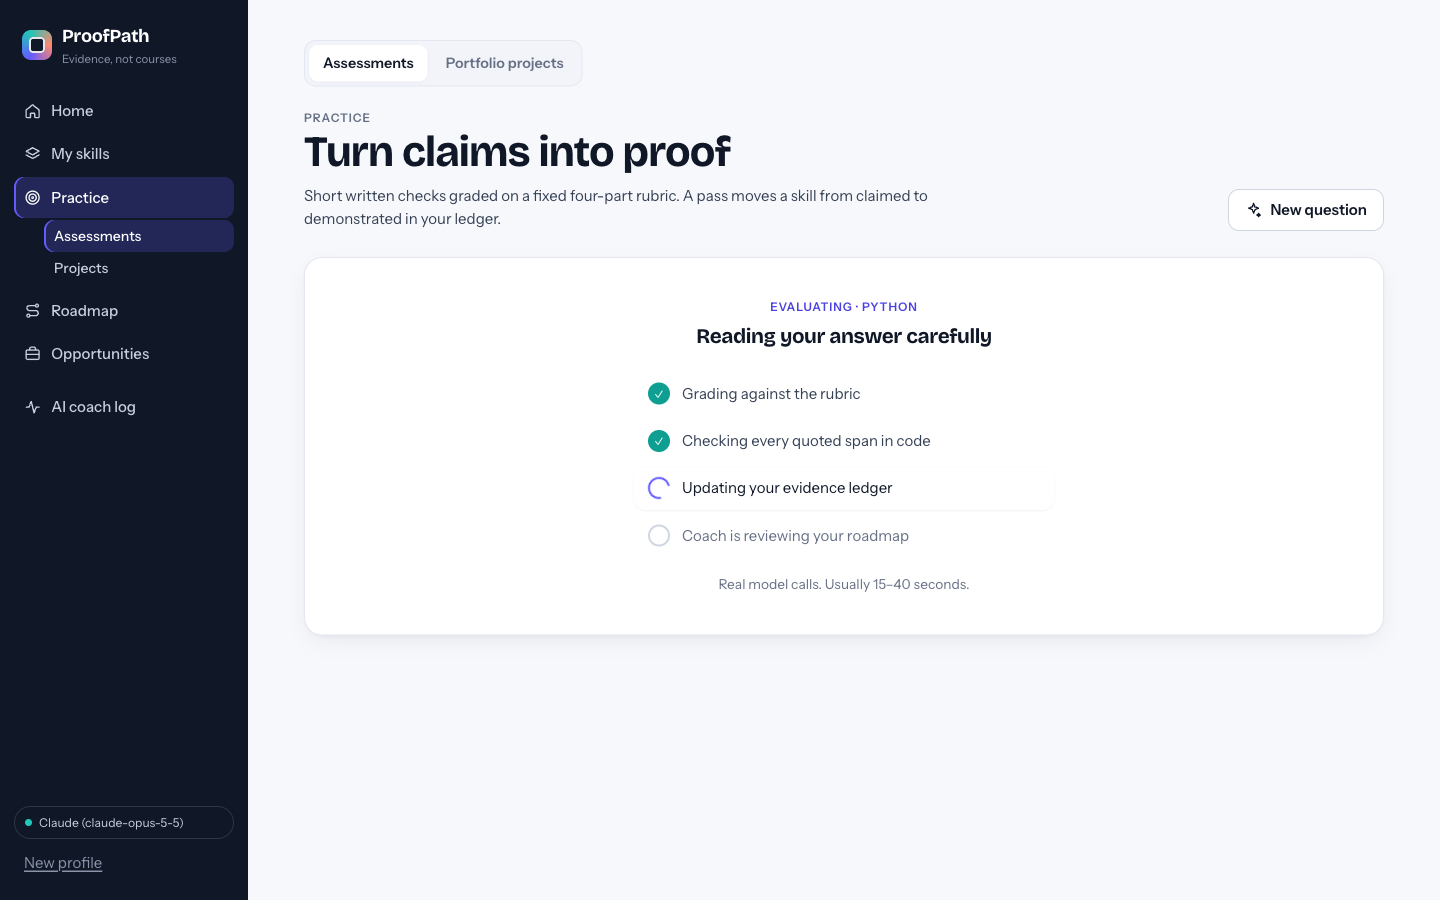 ProofPath
Evidence, not courses
Home
My skills
Practice
Assessments
Projects
Roadmap
Opportunities
AI coach log
Claude (claude-opus-5-5)
New profile
Assessments
Portfolio projects
PRACTICE
Turn claims into proof
Short written checks graded on a fixed four-part rubric. A pass moves a skill from claimed to
demonstrated in your ledger.
New question
EVALUATING · PYTHON
Reading your answer carefully
Grading against the rubric
Checking every quoted span in code
Updating your evidence ledger
Coach is reviewing your roadmap
Real model calls. Usually 15–40 seconds.